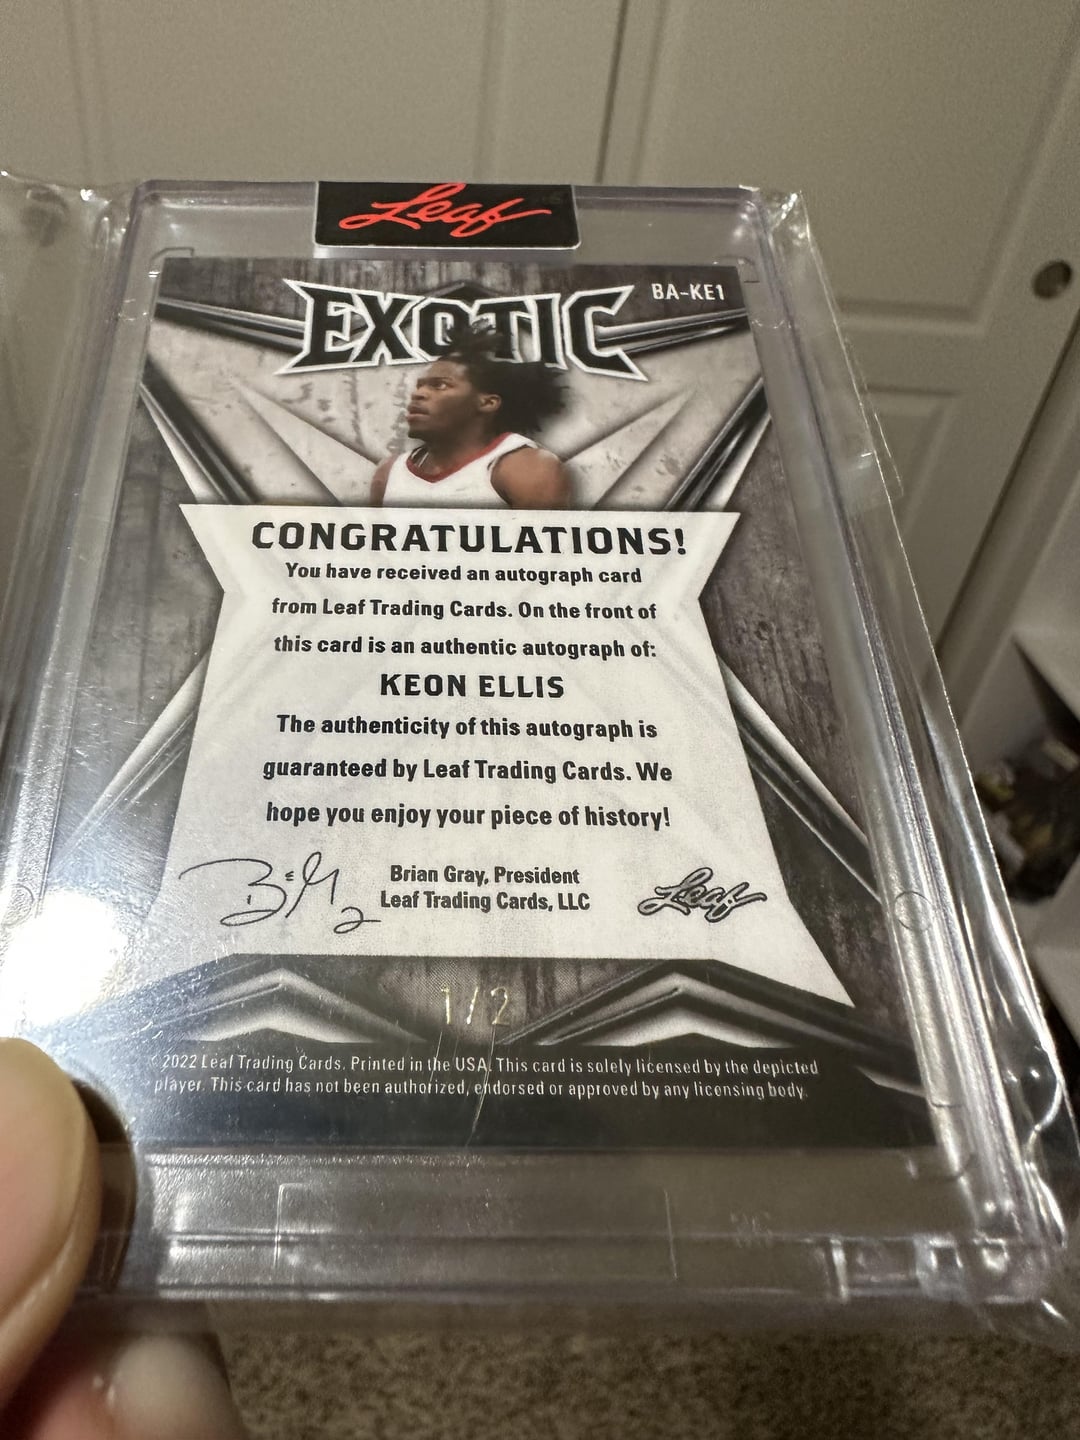 Leaf
EXOTIC
BA-KE1
CONGRATULATIONS!
You have received an autograph card
from Leaf Trading Cards. On the front of
this card is an authentic autograph of:
KEON ELLIS
The authenticity of this autograph is
guaranteed by Leaf Trading Cards. We
hope you enjoy your piece of history!
Brian Gray, President
Leaf Trading Cards, LLC
Leaf
1/2
© 2022 Leaf Trading Cards. Printed in the USA. This card is solely licensed by the depicted
player. This card has not been authorized, endorsed or approved by any licensing body.